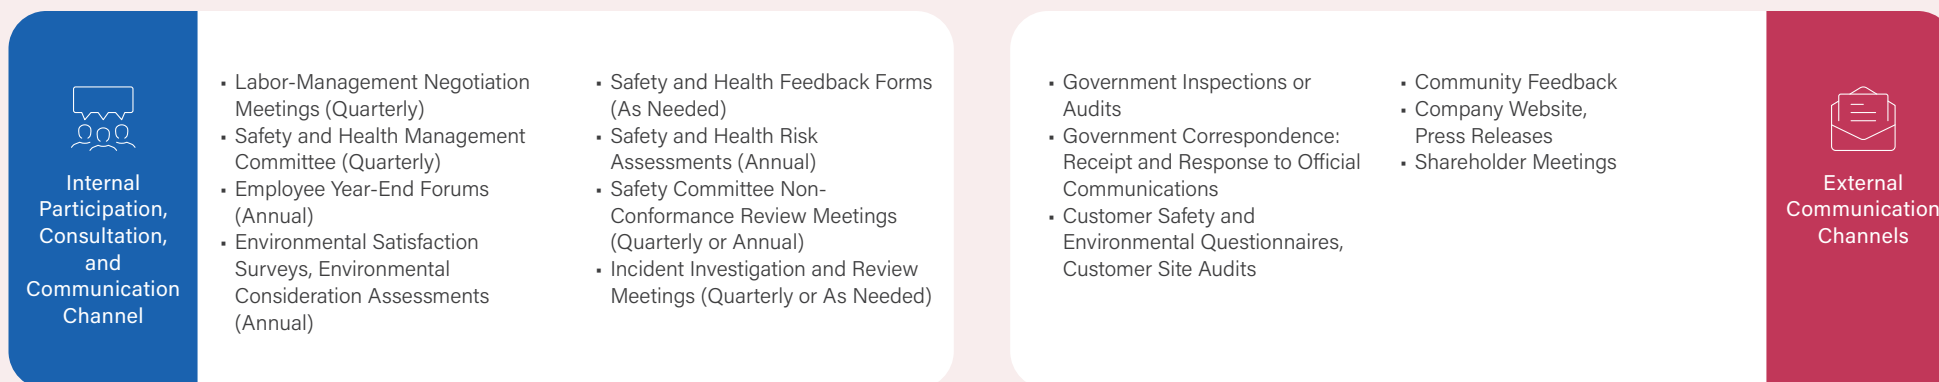 Internal
Participation,
Consultation,
and
Communication
Channel
▪ Labor-Management Negotiation
Meetings (Quarterly)
▪ Safety and Health Management
Committee (Quarterly)
▪ Employee Year-End Forums
(Annual)
▪ Environmental Satisfaction
Surveys, Environmental
Consideration Assessments
(Annual)
▪ Safety and Health Feedback Forms
(As Needed)
▪ Safety and Health Risk
Assessments (Annual)
▪ Safety Committee Non-
Conformance Review Meetings
(Quarterly or Annual)
▪ Incident Investigation and Review
Meetings (Quarterly or As Needed)
▪ Government Inspections or
Audits
▪ Government Correspondence:
Receipt and Response to Official
Communications
▪ Customer Safety and
Environmental Questionnaires,
Customer Site Audits
▪ Community Feedback
▪ Company Website,
Press Releases
▪ Shareholder Meetings
External
Communication
Channels